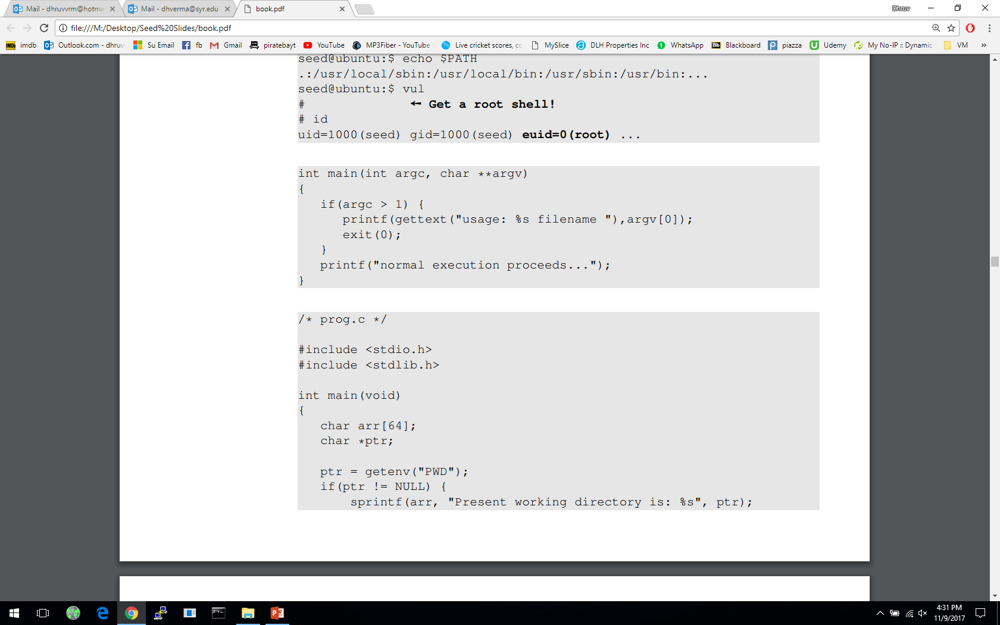 Mail - dhruvvrm@hotma
Mail - dhverma@syr.edu
book.pdf
Dhruv
file:///M:/Desktop/Seed%20Slides/book.pdf
IMDb imdb
Outlook.com - dhruv
Su Email
fb
Gmail
piratebayt
YouTube
MP3Fiber - YouTube
Live cricket scores, co
MySlice
DLH Properties Inc
WhatsApp
Bb Blackboard
piazza
Udemy
My No-IP :: Dynamic
VM
»
seed@ubuntu:$ echo $PATH
.:/usr/local/sbin:/usr/local/bin:/usr/sbin:/usr/bin:...
seed@ubuntu:$ vul
# ← Get a root shell!
# id
uid=1000(seed) gid=1000(seed) euid=0(root) ...
int main(int argc, char **argv)
{
if(argc > 1) {
printf(gettext("usage: %s filename "),argv[0]);
exit(0);
}
printf("normal execution proceeds...");
}
/* prog.c */
#include <stdio.h>
#include <stdlib.h>
int main(void)
{
char arr[64];
char *ptr;
ptr = getenv("PWD");
if(ptr != NULL) {
sprintf(arr, "Present working directory is: %s", ptr);
4:31 PM
11/9/2017